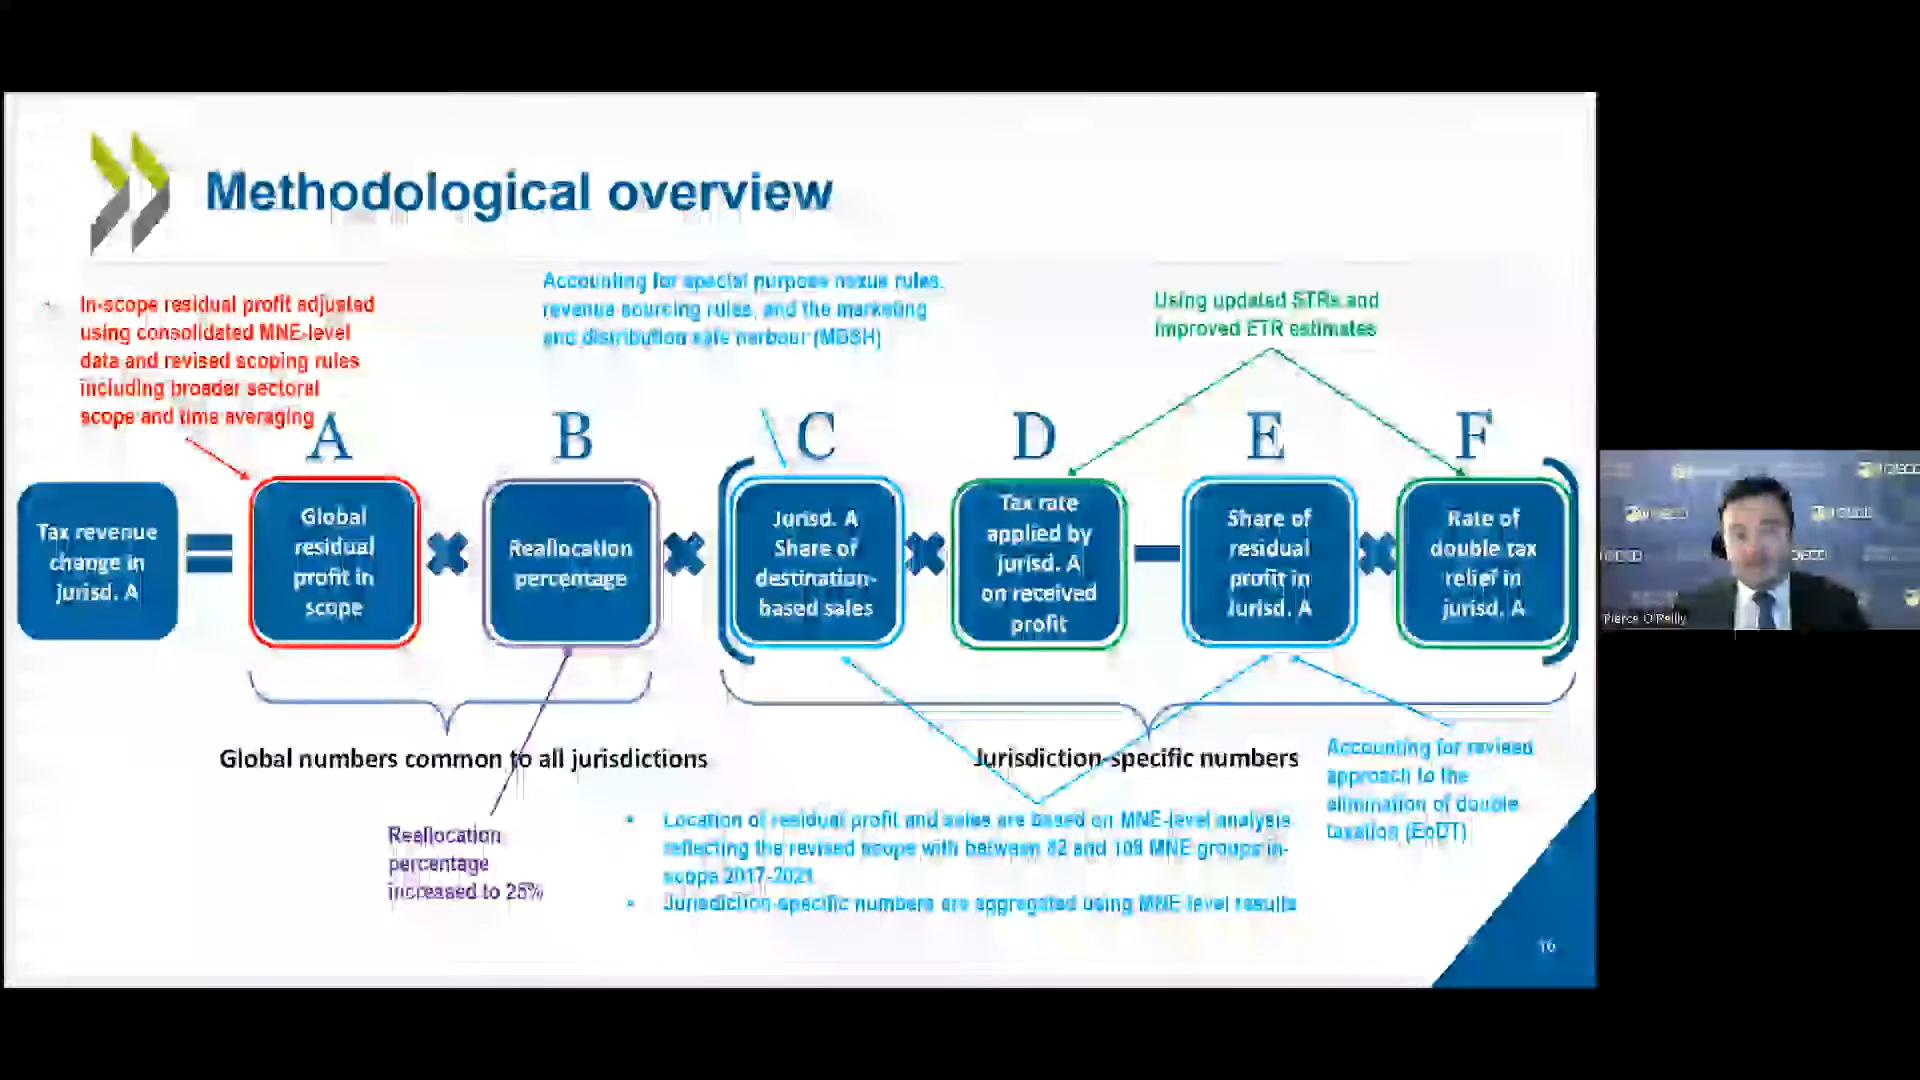 Methodological overview
In-scope residual profit adjusted
using consolidated MNE-level
data and revised scoping rules
including broader sectoral
scope and time averaging
Accounting for special purpose nexus rules,
revenue sourcing rules, and the marketing
and distribution safe harbour (MDSH)
Using updated STRs and
improved ETR estimates
A
B
C
D
E
F
Tax revenue
change in
jurisd. A
=
Global
residual
profit in
scope
Reallocation
percentage
Jurisd. A
Share of
destination-
based sales
Tax rate
applied by
jurisd. A
on received
profit
Share of
residual
profit in
Jurisd. A
Rate of
double tax
relief in
jurisd. A
Global numbers common to all jurisdictions
Jurisdiction-specific numbers
Reallocation
percentage
increased to 25%
• Location of residual profit and sales are based on MNE-level analysis
reflecting the revised scope with between and MNE groups in-
scope 2017-2021
• Jurisdiction-specific numbers are aggregated using MNE level results
Accounting for revised
approach to the
elimination of double
taxation (EoDT)
16
Pierce O'Reilly
OECD